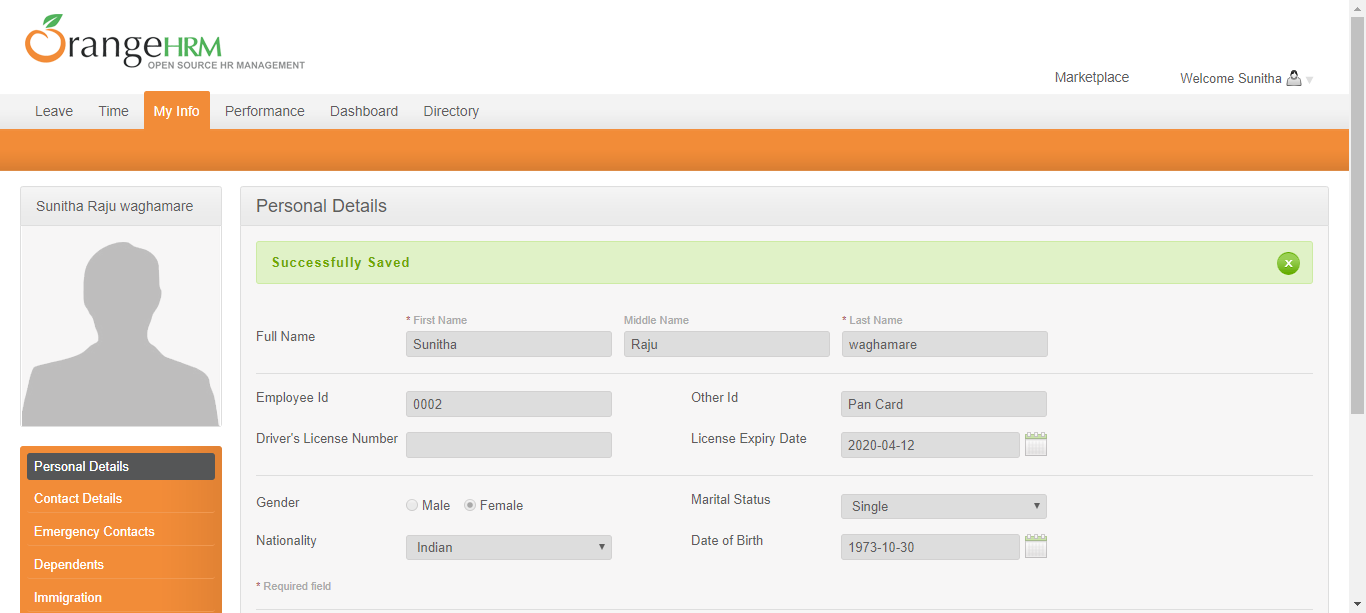 OrangeHRM
OPEN SOURCE HR MANAGEMENT
Marketplace
Welcome Sunitha
Leave Time My Info Performance Dashboard Directory
Sunitha Raju waghamare
Personal Details
Contact Details
Emergency Contacts
Dependents
Immigration
Personal Details
Successfully Saved
x
* First Name Middle Name * Last Name
Full Name Sunitha Raju waghamare
Employee Id 0002 Other Id Pan Card
Driver's License Number License Expiry Date 2020-04-12
Gender Male Female Marital Status Single
Nationality Indian Date of Birth 1973-10-30
* Required field